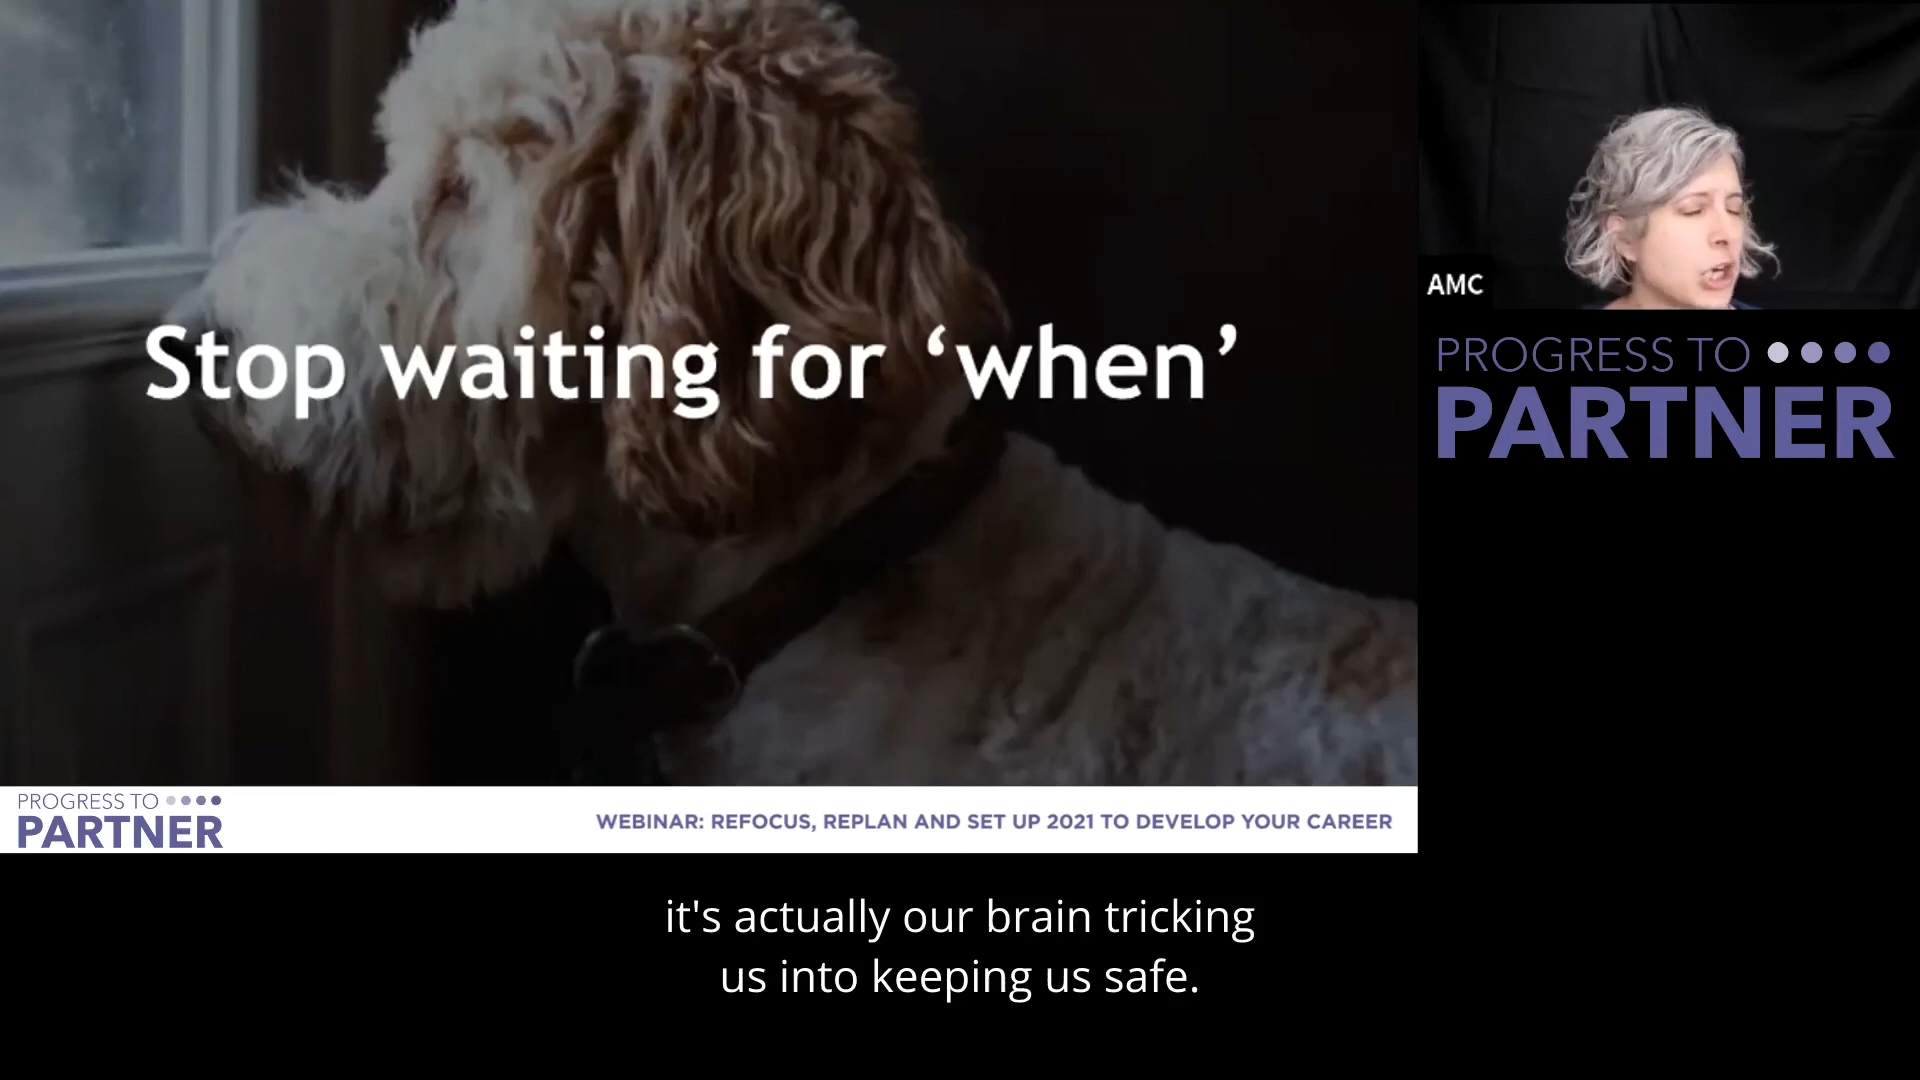 Stop waiting for ‘when’
AMC
PROGRESS TO
PARTNER
PROGRESS TO
PARTNER
WEBINAR: REFOCUS, REPLAN AND SET UP 2021 TO DEVELOP YOUR CAREER
it's actually our brain tricking
us into keeping us safe.